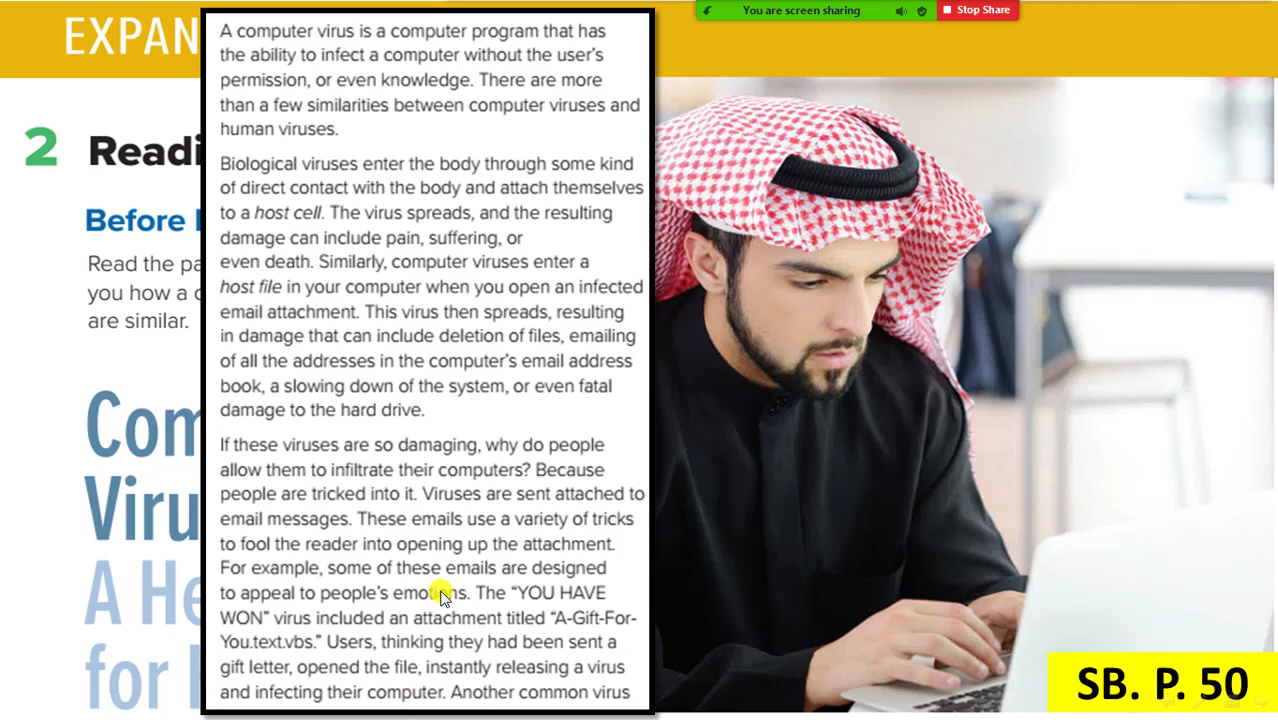 You are screen sharing
Stop Share
EXPAN
2 Readi
Before
Read the pa
you how a c
are similar.
Com
Viru
A He
for
A computer virus is a computer program that has
the ability to infect a computer without the user's
permission, or even knowledge. There are more
than a few similarities between computer viruses and
human viruses.
Biological viruses enter the body through some kind
of direct contact with the body and attach themselves
to a host cell. The virus spreads, and the resulting
damage can include pain, suffering, or
even death. Similarly, computer viruses enter a
host file in your computer when you open an infected
email attachment. This virus then spreads, resulting
in damage that can include deletion of files, emailing
of all the addresses in the computer's email address
book, a slowing down of the system, or even fatal
damage to the hard drive.
If these viruses are so damaging, why do people
allow them to infiltrate their computers? Because
people are tricked into it. Viruses are sent attached to
email messages. These emails use a variety of tricks
to fool the reader into opening up the attachment.
For example, some of these emails are designed
to appeal to people's emotions. The “YOU HAVE
WON” virus included an attachment titled “A-Gift-For-
You.text.vbs.” Users, thinking they had been sent a
gift letter, opened the file, instantly releasing a virus
and infecting their computer. Another common virus
SB. P. 50